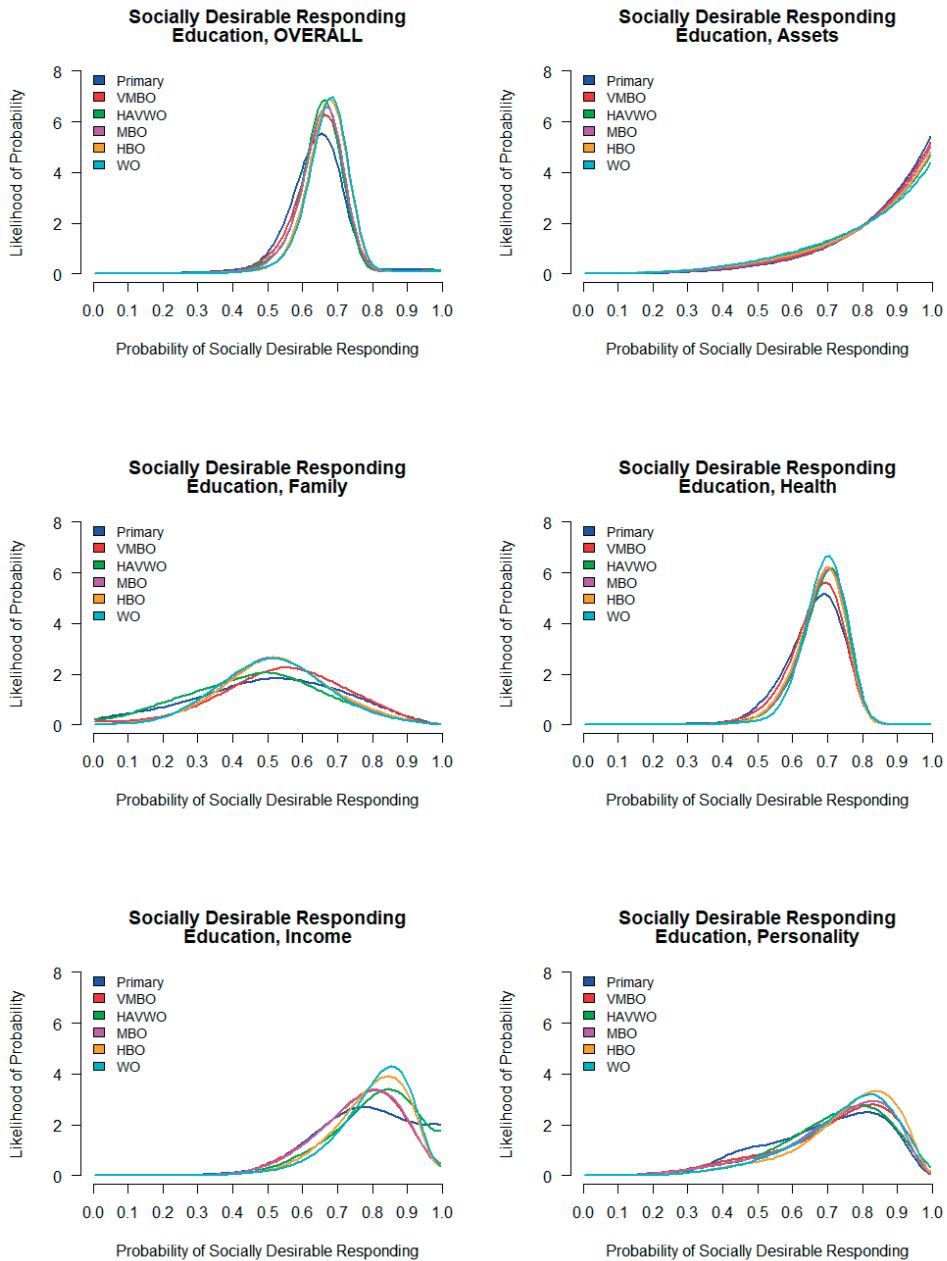 Socially Desirable Responding
Education, OVERALL
Likelihood of Probability
8
6
4
2
0
Primary
VMBO
HAVWO
MBO
HBO
WO
0.0 0.1 0.2 0.3 0.4 0.5 0.6 0.7 0.8 0.9 1.0
Probability of Socially Desirable Responding
Socially Desirable Responding
Education, Assets
Likelihood of Probability
8
6
4
2
0
Primary
VMBO
HAVWO
MBO
HBO
WO
0.0 0.1 0.2 0.3 0.4 0.5 0.6 0.7 0.8 0.9 1.0
Probability of Socially Desirable Responding
Socially Desirable Responding
Education, Family
Likelihood of Probability
8
6
4
2
0
Primary
VMBO
HAVWO
MBO
HBO
WO
0.0 0.1 0.2 0.3 0.4 0.5 0.6 0.7 0.8 0.9 1.0
Probability of Socially Desirable Responding
Socially Desirable Responding
Education, Health
Likelihood of Probability
8
6
4
2
0
Primary
VMBO
HAVWO
MBO
HBO
WO
0.0 0.1 0.2 0.3 0.4 0.5 0.6 0.7 0.8 0.9 1.0
Probability of Socially Desirable Responding
Socially Desirable Responding
Education, Income
Likelihood of Probability
8
6
4
2
0
Primary
VMBO
HAVWO
MBO
HBO
WO
0.0 0.1 0.2 0.3 0.4 0.5 0.6 0.7 0.8 0.9 1.0
Probability of Socially Desirable Responding
Socially Desirable Responding
Education, Personality
Likelihood of Probability
8
6
4
2
0
Primary
VMBO
HAVWO
MBO
HBO
WO
0.0 0.1 0.2 0.3 0.4 0.5 0.6 0.7 0.8 0.9 1.0
Probability of Socially Desirable Responding